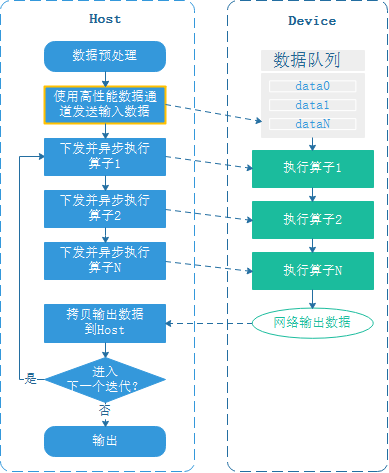 Host
数据预处理
使用高性能数据通
道发送输入数据
下发并异步执行
算子1
下发并异步执行
算子2
下发并异步执行
算子N
拷贝输出数据
到Host
进入
下一个迭代?
是
否
输出
Device
数据队列
data0
data1
dataN
执行算子1
执行算子2
执行算子N
网络输出数据